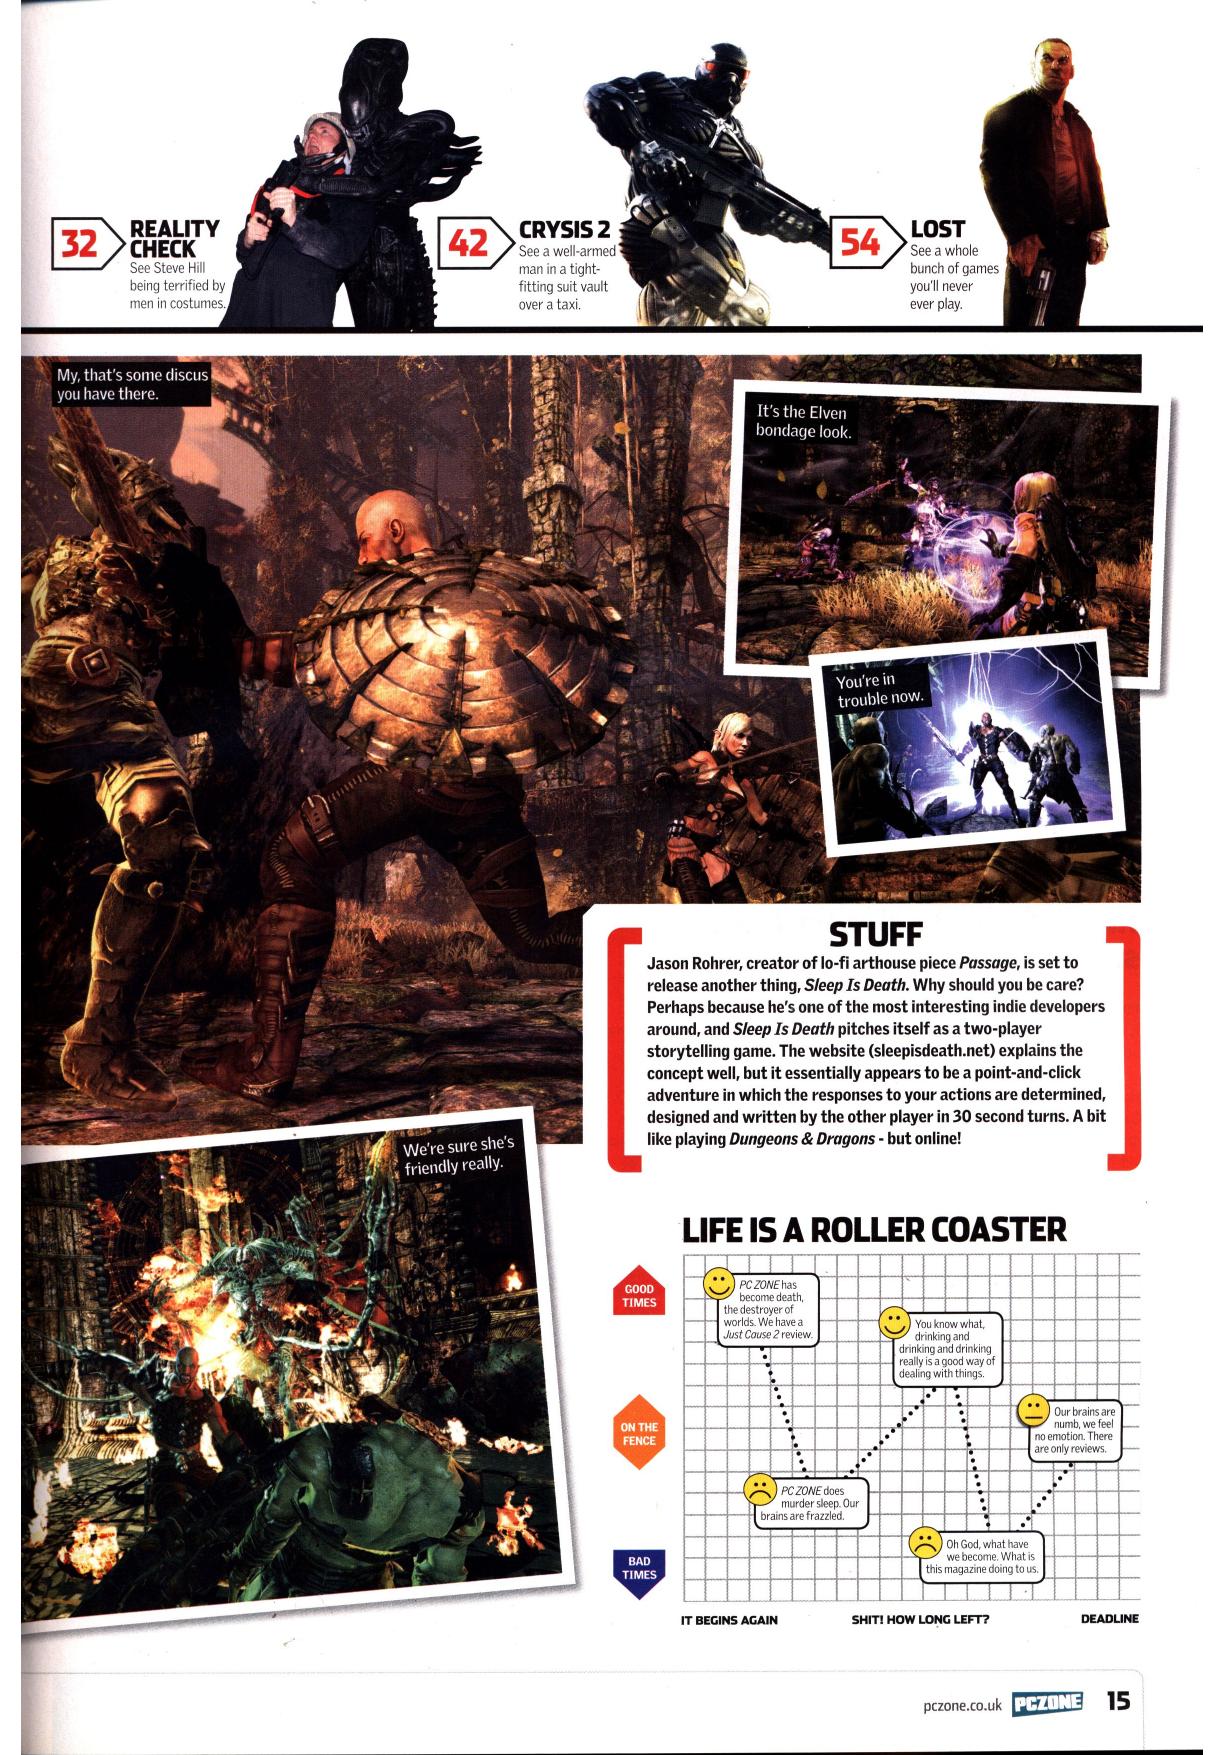 32
REALITY
CHECK
See Steve Hill
being terrified by
men in costumes.
42
CRYSIS 2
See a well-armed
man in a tight-
fitting suit vault
over a taxi.
54
LOST
See a whole
bunch of games
you'll never
ever play.
My, that's some discus
you have there.
It's the Elven
bondage look.
You're in
trouble now.
We're sure she's
friendly really.
STUFF
Jason Rohrer, creator of lo-fi arthouse piece Passage, is set to
release another thing, Sleep Is Death. Why should you be care?
Perhaps because he's one of the most interesting indie developers
around, and Sleep Is Death pitches itself as a two-player
storytelling game. The website (sleepisdeath.net) explains the
concept well, but it essentially appears to be a point-and-click
adventure in which the responses to your actions are determined,
designed and written by the other player in 30 second turns. A bit
like playing Dungeons & Dragons - but online!
LIFE IS A ROLLER COASTER
GOOD
TIMES
ON THE
FENCE
BAD
TIMES
PC ZONE has
become death,
the destroyer of
worlds. We have a
Just Cause 2 review.
PC ZONE does
murder sleep. Our
brains are frazzled.
You know what,
drinking and
drinking and drinking
really is a good way of
dealing with things.
Oh God, what have
we become. What is
this magazine doing to us.
Our brains are
numb, we feel
no emotion. There
are only reviews.
IT BEGINS AGAIN
SHIT! HOW LONG LEFT?
DEADLINE
pczone.co.uk
PCZONE
15